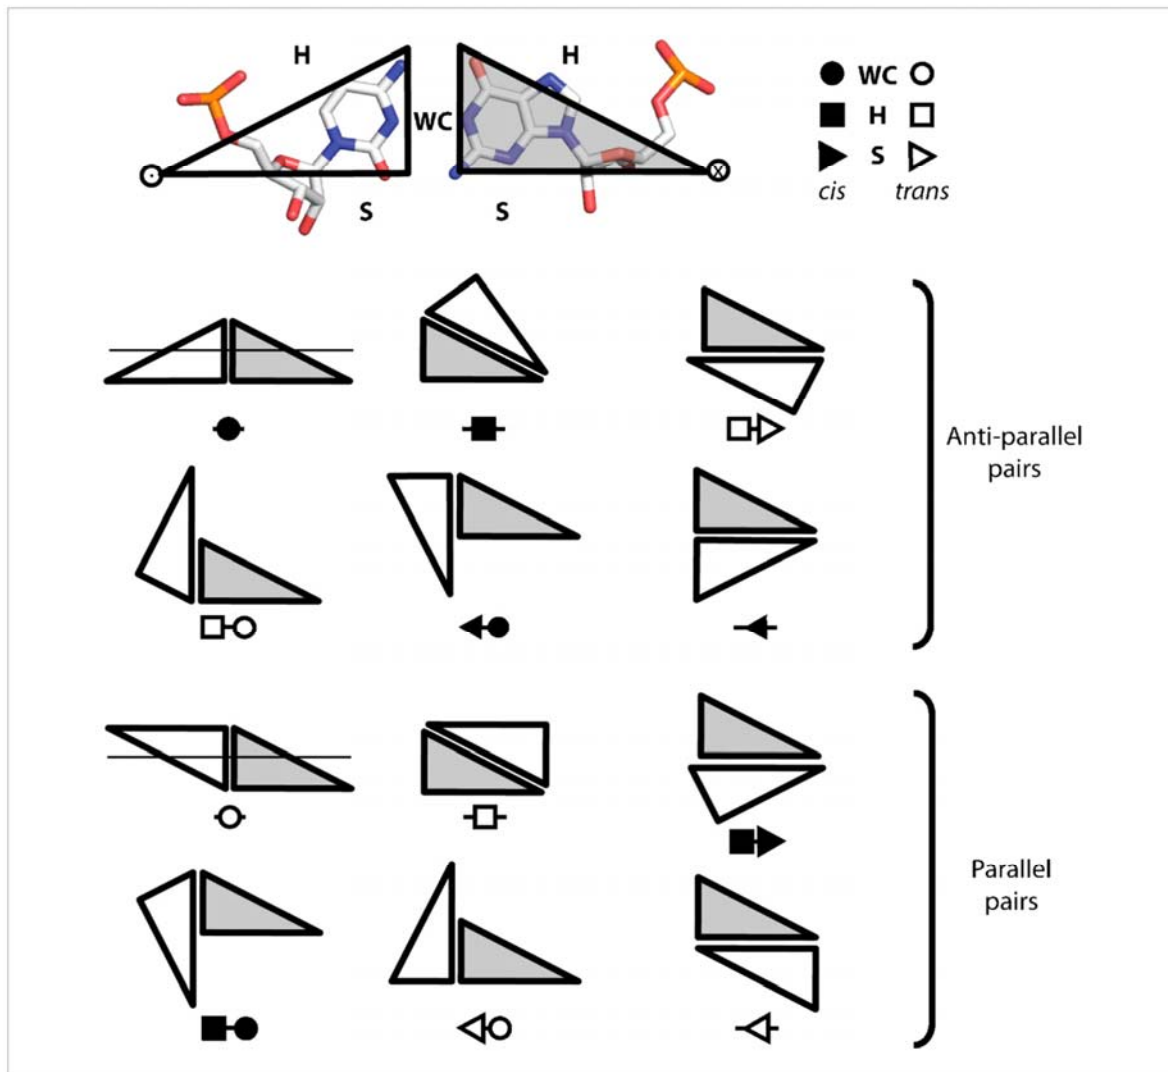 H H
WC
S S
WC
H
S
cis trans
Anti-parallel
pairs
Parallel
pairs